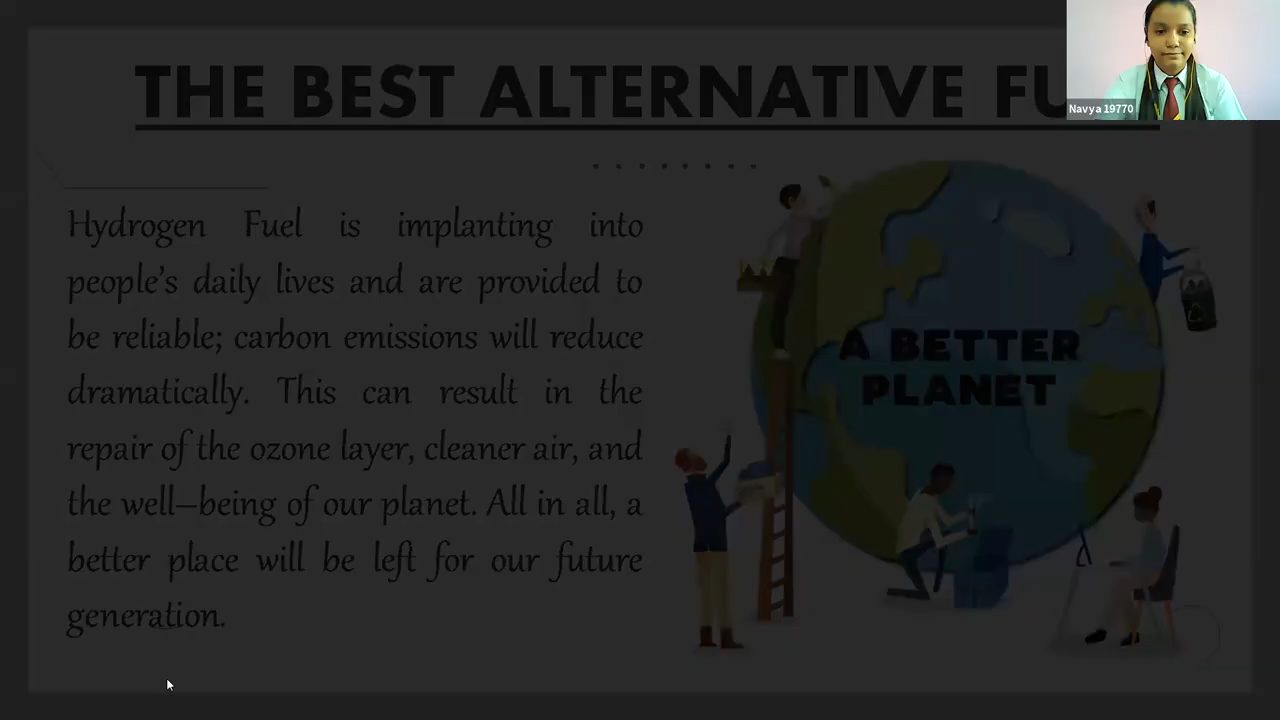 THE BEST ALTERNATIVE
Navya 19770
Hydrogen Fuel is implanting into
people's daily lives and are provided to
be reliable; carbon emissions will reduce
dramatically. This can result in the
repair of the ozone layer, cleaner air, and
the well–being of our planet. All in all, a
better place will be left for our future
generation.
A BETTER
PLANET